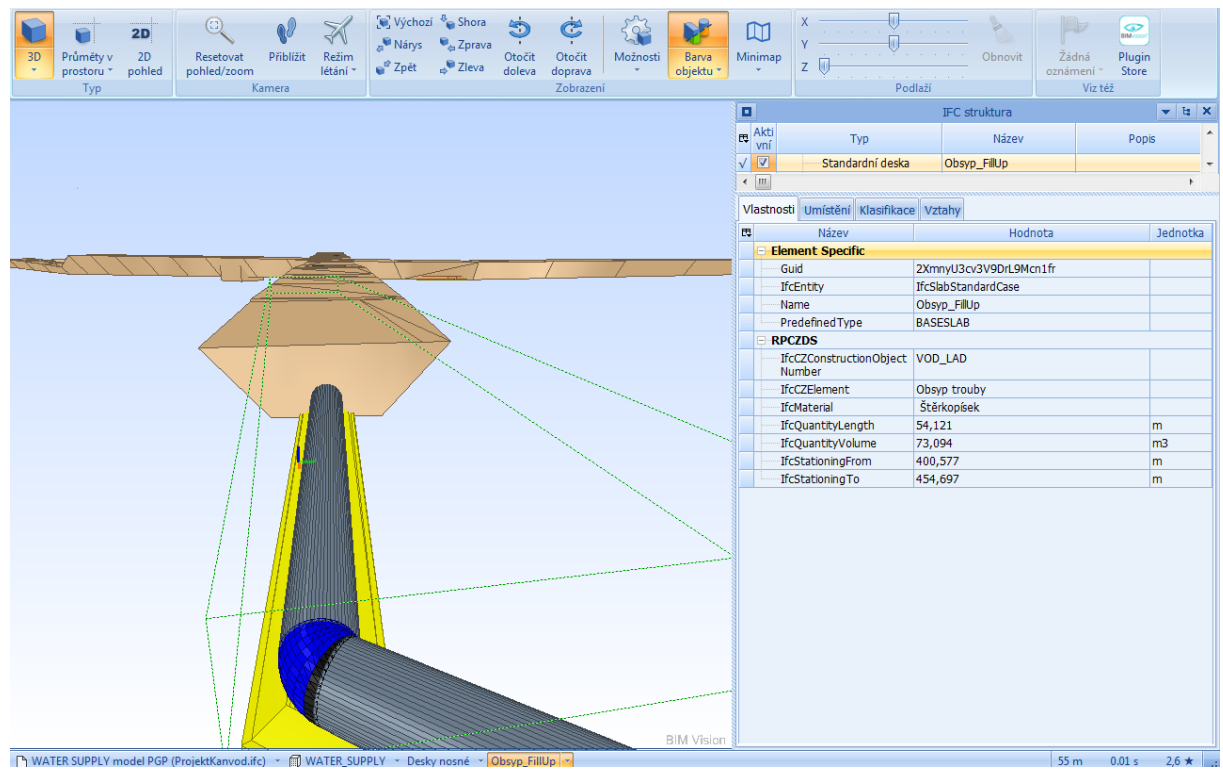 3D
Průměty v prostoru
2D
2D pohled
Resetovat pohled/zoom
Přiblížit
Režim létání
Výchozí
Nárys
Zpět
Shora
Zprava
Zleva
Otočit doleva
Otočit doprava
Možnosti
Barva objektu
Minimap
X
Y
Z
Obnovit
Žádná oznámení
BIMvision
Plugin Store
Typ
Kamera
Zobrazení
Podlaží
Viz též
IFC struktura
Akti
vní
Typ
Název
Popis
√
Standardní deska
Obsyp_FillUp
Vlastnosti
Umístění
Klasifikace
Vztahy
Název
Hodnota
Jednotka
Element Specific
Guid
2XmnyU3cv3V9DrL9Mcn1fr
IfcEntity
IfcSlabStandardCase
Name
Obsyp_FillUp
PredefinedType
BASESLAB
RPCZDS
IfcCZConstructionObject
Number
VOD_LAD
IfcCZElement
Obsyp trouby
IfcMaterial
Štěrkopísek
IfcQuantityLength
54,121
m
IfcQuantityVolume
73,094
m3
IfcStationingFrom
400,577
m
IfcStationingTo
454,697
m
BIM Vision
WATER SUPPLY model PGP (ProjektKanvod.ifc)
WATER_SUPPLY
Desky nosné
Obsyp_FillUp
55 m
0.01 s
2,6 ★